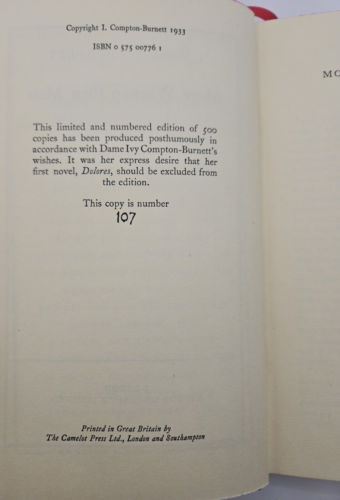 Copyright I. Compton-Burnett 1933
ISBN 0 575 00776 1
This limited and numbered edition of 500
copies has been produced posthumously in
accordance with Dame Ivy Compton-Burnett's
wishes. It was her express desire that her
first novel, Dolores, should be excluded from
the edition.
This copy is number
107
Printed in Great Britain by
The Camelot Press Ltd., London and Southampton
MO